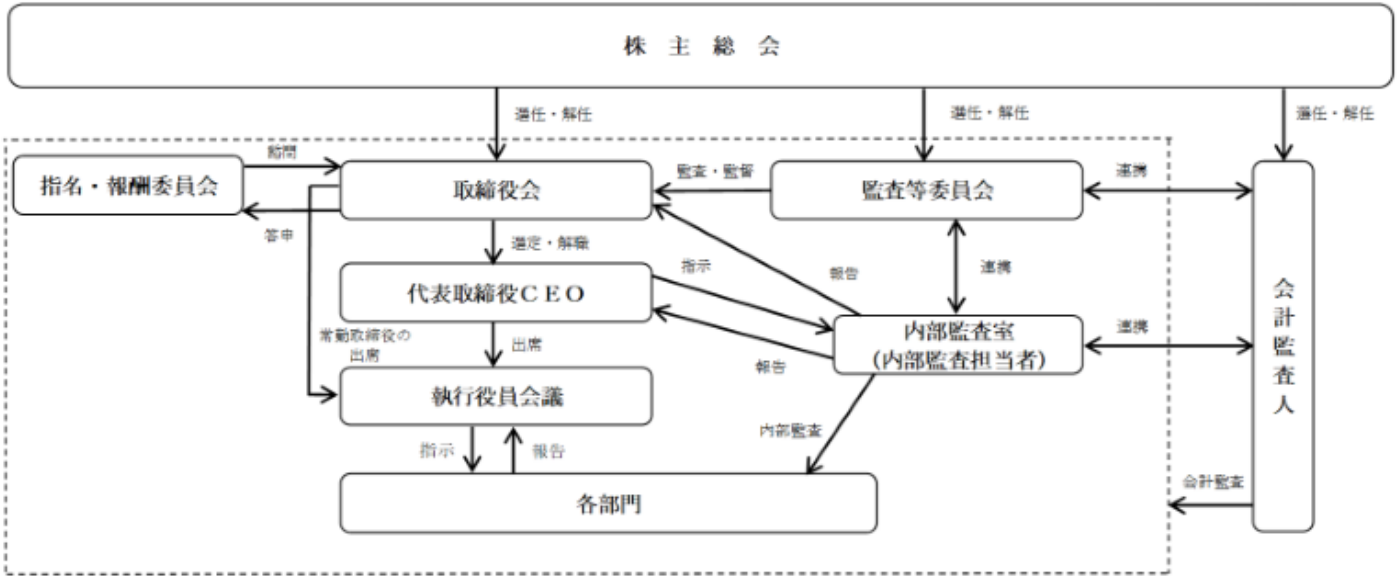 株主総会
選任・解任
選任・解任
選任・解任
諮問
指名・報酬委員会
答申
取締役会
監査・監督
監査等委員会
連携
選定・解職
指示
報告
連携
代表取締役CEO
常勤取締役の
出席
出席
報告
内部監査室
(内部監査担当者)
連携
会計監査人
執行役員会議
指示
報告
内部監査
各部門
会計監査